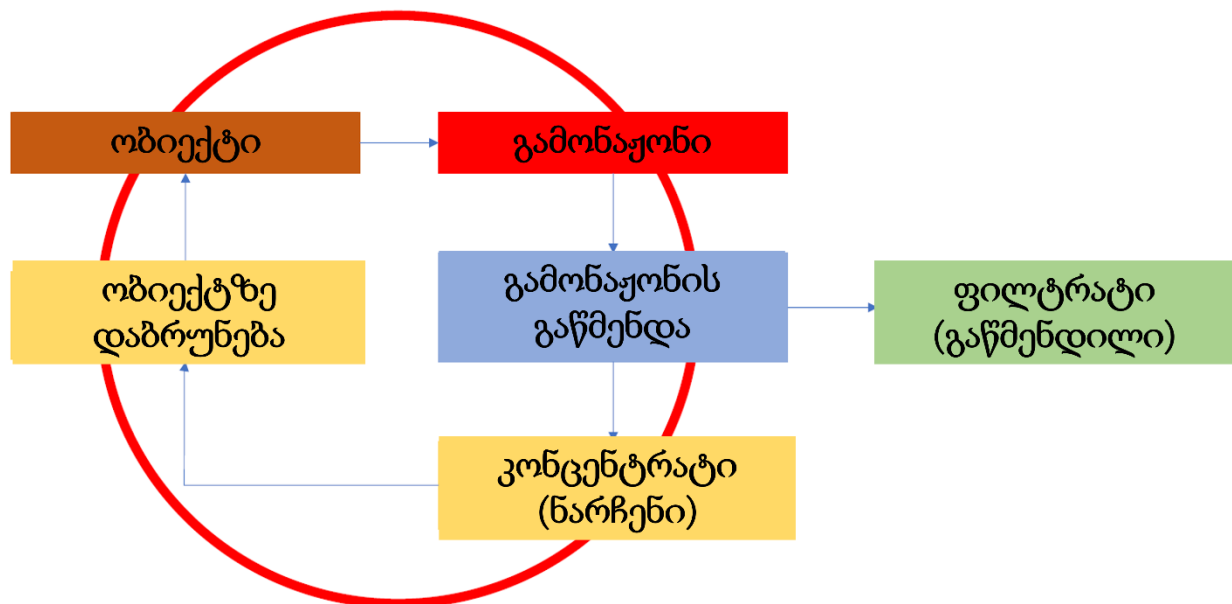 ობიექტი
გამონაჟონი
ობიექტზე
დაბრუნება
გამონაჟონის
გაწმენდა
ფილტრატი
(გაწმენდილი)
კონცენტრატი
(ნარჩენი)